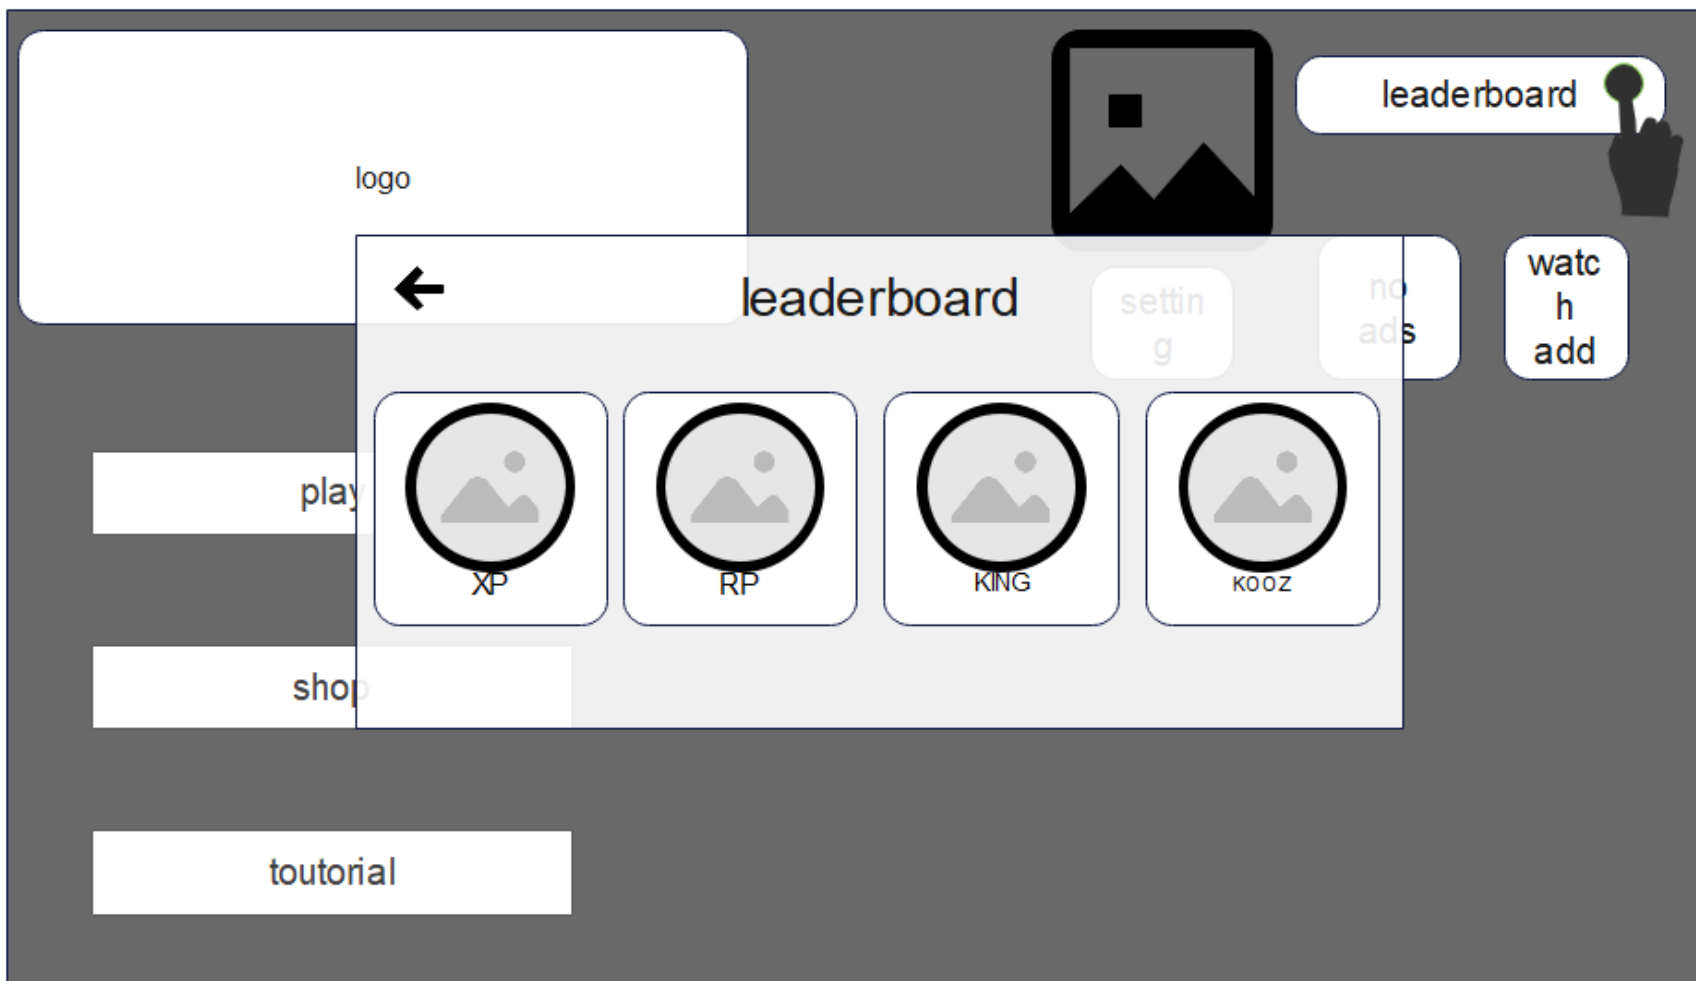 logo
leaderboard
leaderboard
settin
g
no
ads
watc
h
add
play
XP
RP
KING
KOOZ
shop
toutorial